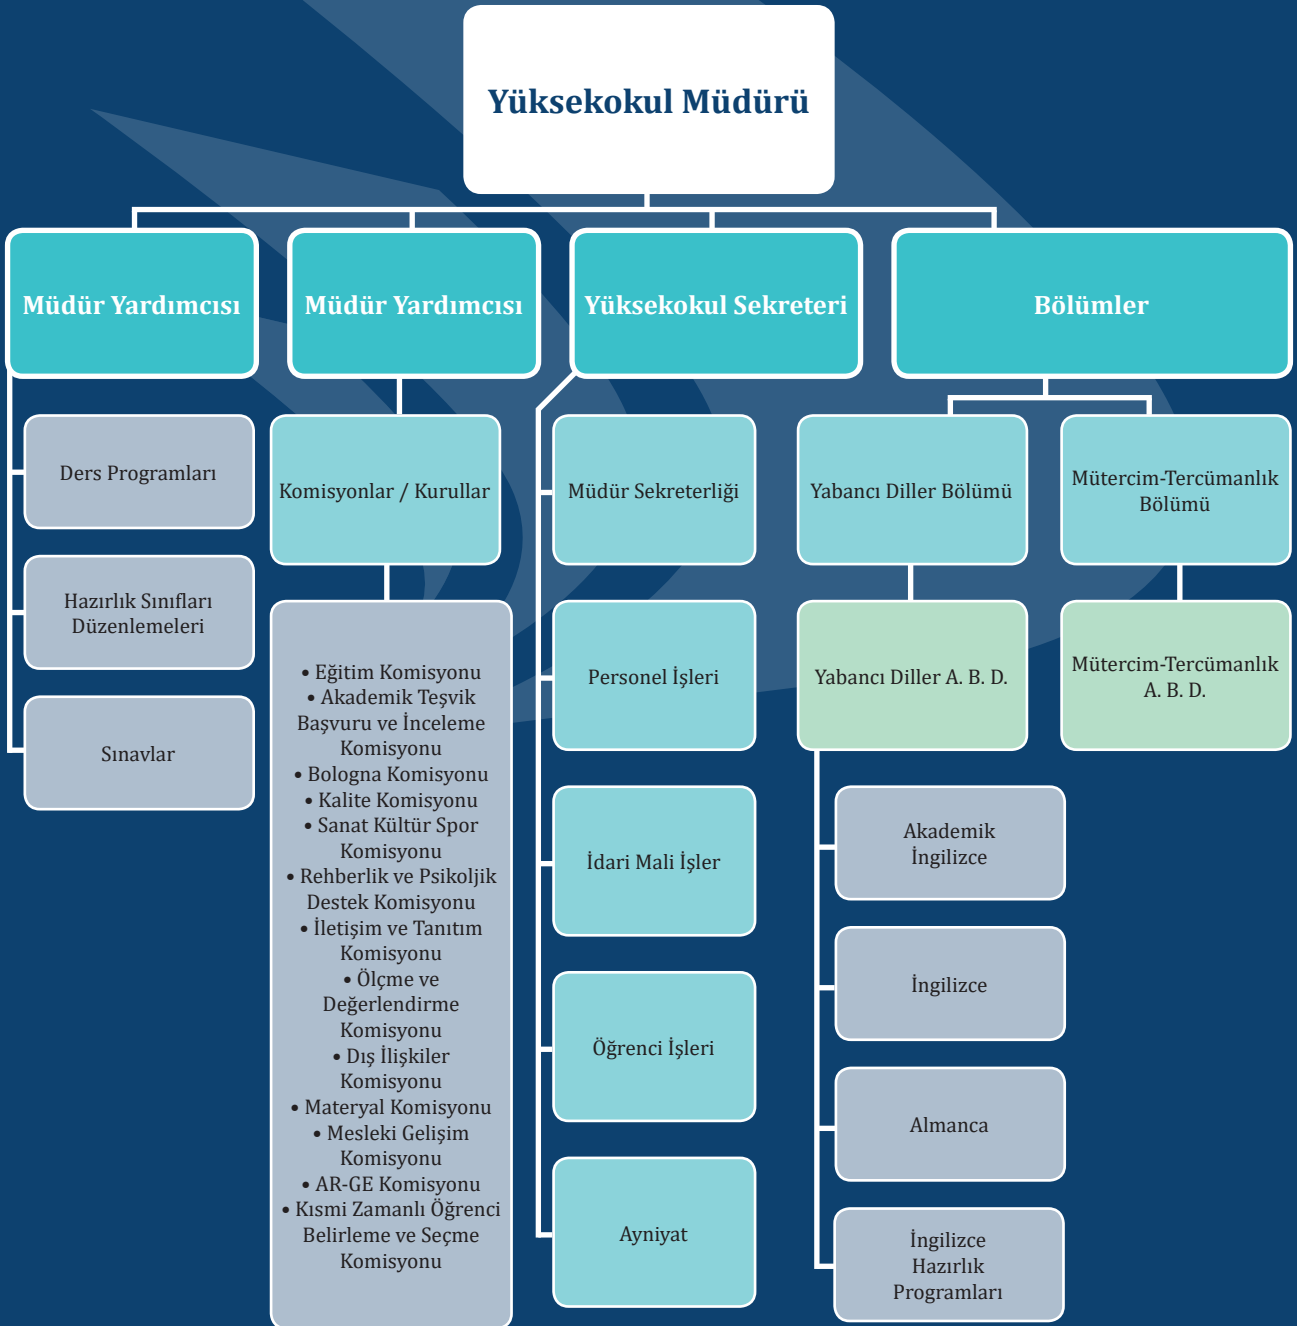 Yüksekokul Müdürü
Müdür Yardımcısı
Müdür Yardımcısı
Yüksekokul Sekreteri
Bölümler
Ders Programları
Hazırlık Sınıfları
Düzenlemeleri
Sınavlar
Komisyonlar / Kurullar
• Eğitim Komisyonu
• Akademik Teşvik
Başvuru ve İnceleme
Komisyonu
• Bologna Komisyonu
• Kalite Komisyonu
• Sanat Kültür Spor
Komisyonu
• Rehberlik ve Psikoljik
Destek Komisyonu
• İletişim ve Tanıtım
Komisyonu
• Ölçme ve
Değerlendirme
Komisyonu
• Dış İlişkiler
Komisyonu
• Materyal Komisyonu
• Mesleki Gelişim
Komisyonu
• AR-GE Komisyonu
• Kısmi Zamanlı Öğrenci
Belirleme ve Seçme
Komisyonu
Müdür Sekreterliği
Personel İşleri
İdari Mali İşler
Öğrenci İşleri
Ayniyat
Yabancı Diller Bölümü
Mütercim-Tercümanlık
Bölümü
Yabancı Diller A. B. D.
Mütercim-Tercümanlık
A. B. D.
Akademik
İngilizce
İngilizce
Almanca
İngilizce
Hazırlık
Programları